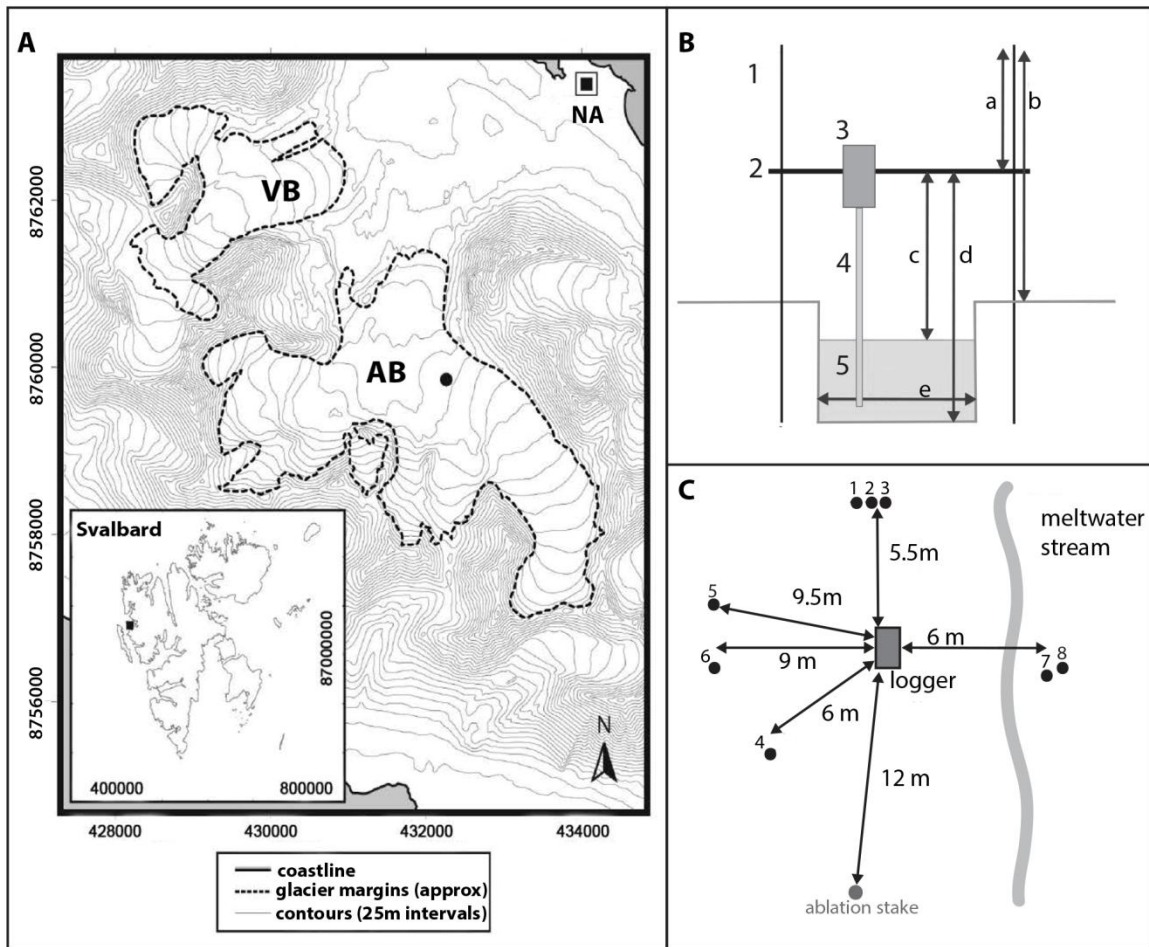 A
NA
VB
AB
8762000
8760000
8758000
8756000
Svalbard
87000000
400000 800000
N
428000 430000 432000 434000
coastline
glacier margins (approx)
contours (25m intervals)
B
1
2
3
4
5
a
b
c
d
e
C
1 2 3
5.5m
meltwater
stream
5
9.5m
6
9 m
6 m
7 8
logger
4
6 m
12 m
ablation stake